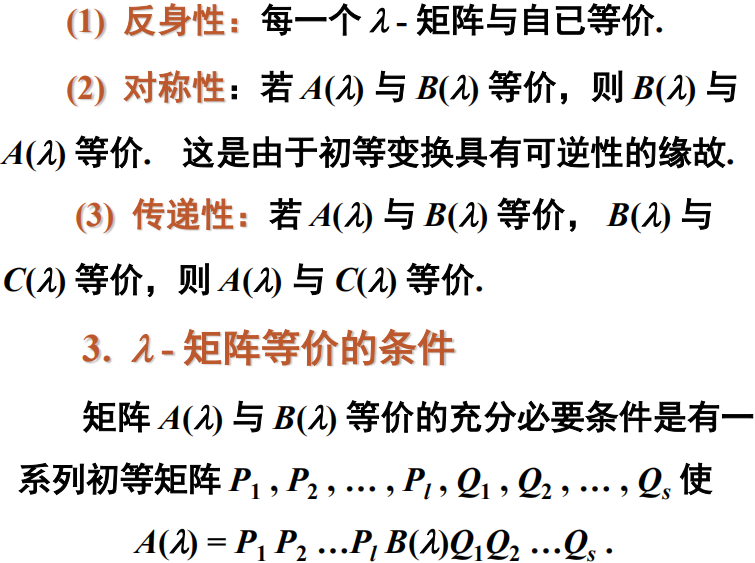 (1) 反身性：每一个 λ - 矩阵与自已等价.
(2) 对称性：若 A(λ) 与 B(λ) 等价，则 B(λ) 与
A(λ) 等价. 这是由于初等变换具有可逆性的缘故.
(3) 传递性：若 A(λ) 与 B(λ) 等价， B(λ) 与
C(λ) 等价，则 A(λ) 与 C(λ) 等价.
3. λ - 矩阵等价的条件
矩阵 A(λ) 与 B(λ) 等价的充分必要条件是有一
系列初等矩阵 P₁ , P₂ , … , Pₗ , Q₁ , Q₂ , … , Qₛ 使
A(λ) = P₁ P₂ …Pₗ B(λ)Q₁Q₂ …Qₛ .